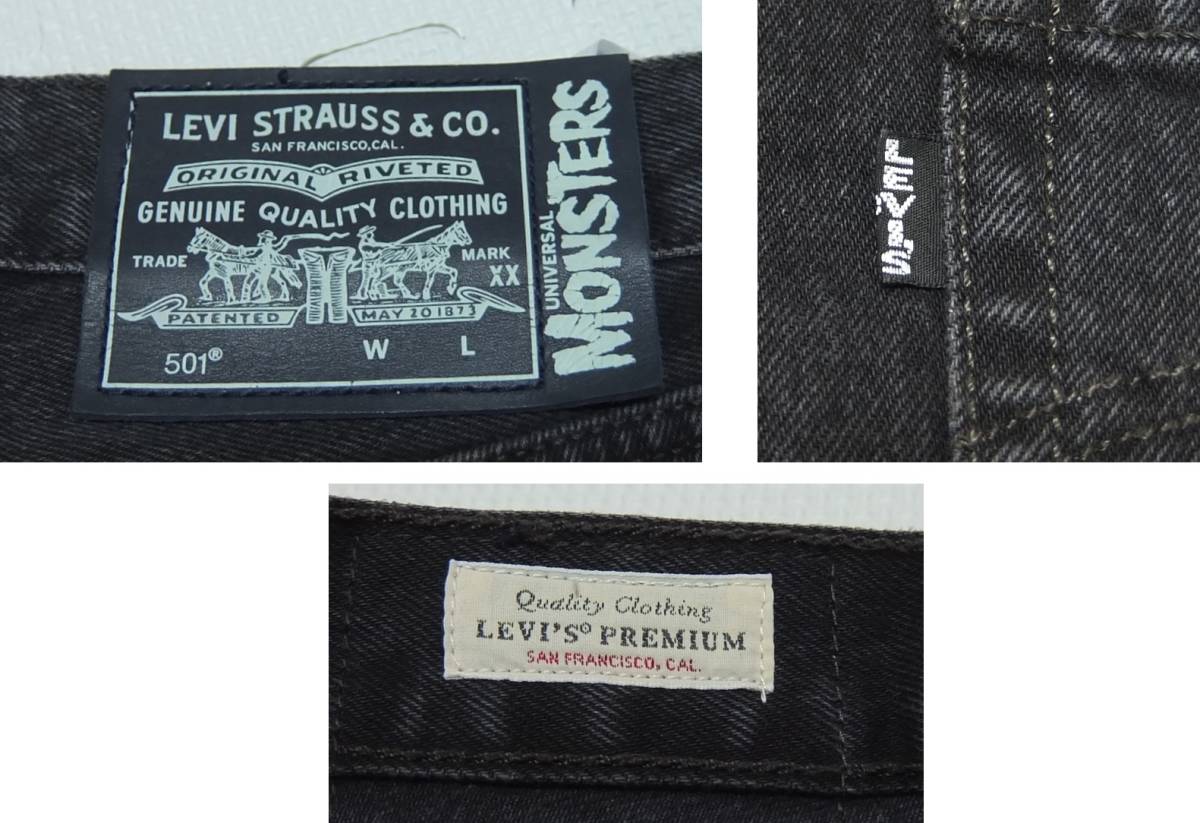 LEVI STRAUSS & CO.
SAN FRANCISCO, CAL.
ORIGINAL RIVETED
GENUINE QUALITY CLOTHING
TRADE MARK
XX
PATENTED MAY 20 1873
501® W L
UNIVERSAL
MONSTERS
LEVI'S
Quality Clothing
LEVI'S® PREMIUM
SAN FRANCISCO, CAL.